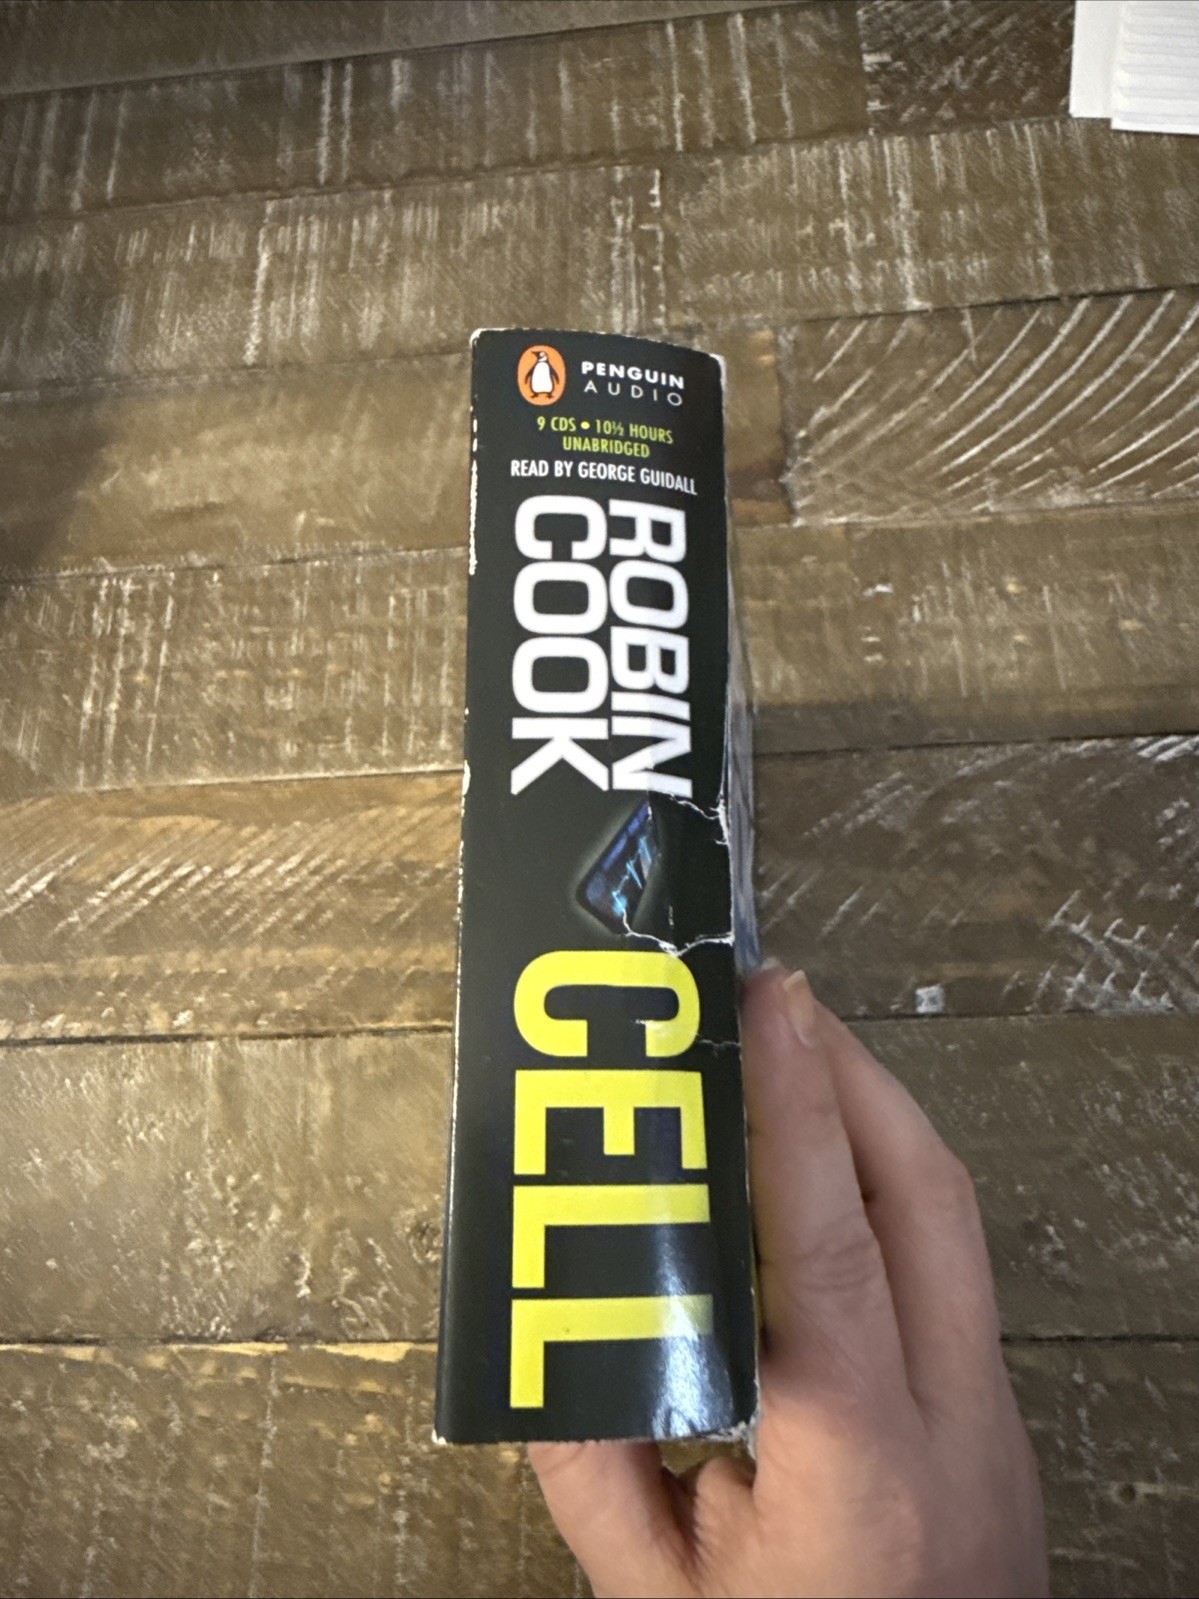 PENGUIN
AUDIO
9 CDS • 10½ HOURS
UNABRIDGED
READ BY GEORGE GUIDALL
ROBIN
COOK
CELL